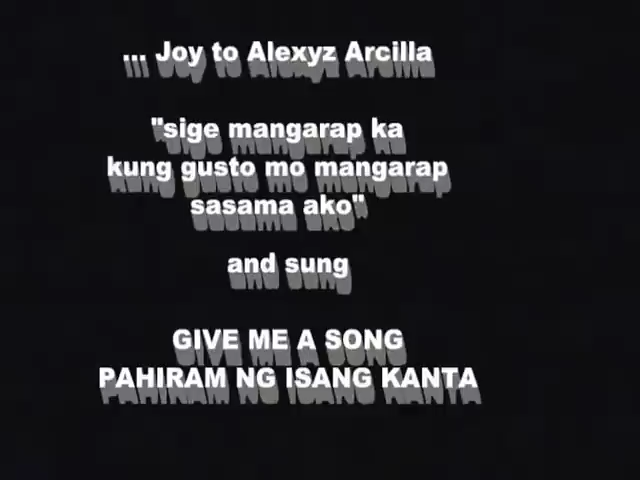 ... Joy to Alexyz Arcilla
"sige mangarap ka
kung gusto mo mangarap
sasama ako"
and sung
GIVE ME A SONG
PAHIRAM NG ISANG KANTA